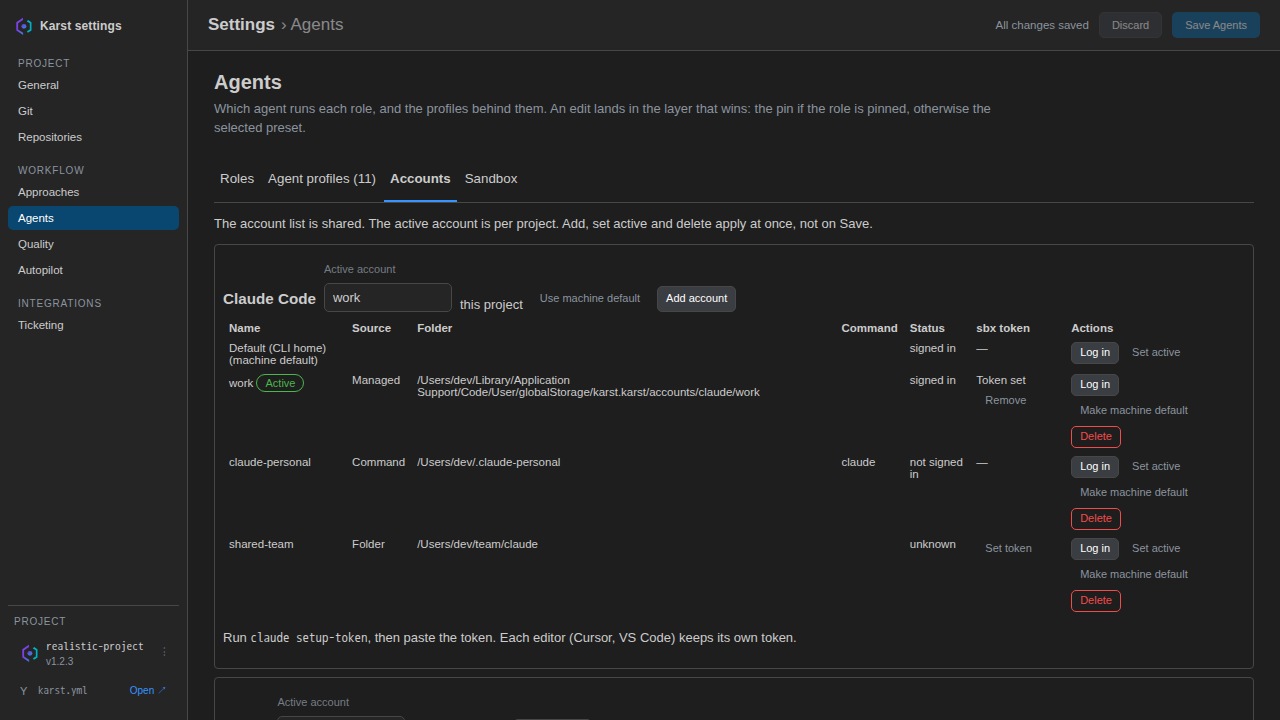 Karst settings
Settings › Agents
All changes saved
Discard
Save Agents
PROJECT
General
Git
Repositories
WORKFLOW
Approaches
Agents
Quality
Autopilot
INTEGRATIONS
Ticketing
PROJECT
realistic-project
v1.2.3
⋮
Y karst.yml Open ↗
Agents
Which agent runs each role, and the profiles behind them. An edit lands in the layer that wins: the pin if the role is pinned, otherwise the
selected preset.
Roles Agent profiles (11) Accounts Sandbox
The account list is shared. The active account is per project. Add, set active and delete apply at once, not on Save.
Active account
Claude Code work this project Use machine default Add account
Name Source Folder Command Status sbx token Actions
Default (CLI home) signed in — Log in Set active
(machine default)
work Active Managed /Users/dev/Library/Application signed in Token set Log in
Support/Code/User/globalStorage/karst.karst/accounts/claude/work
Remove
Make machine default
Delete
claude-personal Command /Users/dev/.claude-personal claude not signed — Log in Set active
in
Make machine default
Delete
shared-team Folder /Users/dev/team/claude unknown Set token Log in Set active
Make machine default
Delete
Run claude setup-token, then paste the token. Each editor (Cursor, VS Code) keeps its own token.
Active account